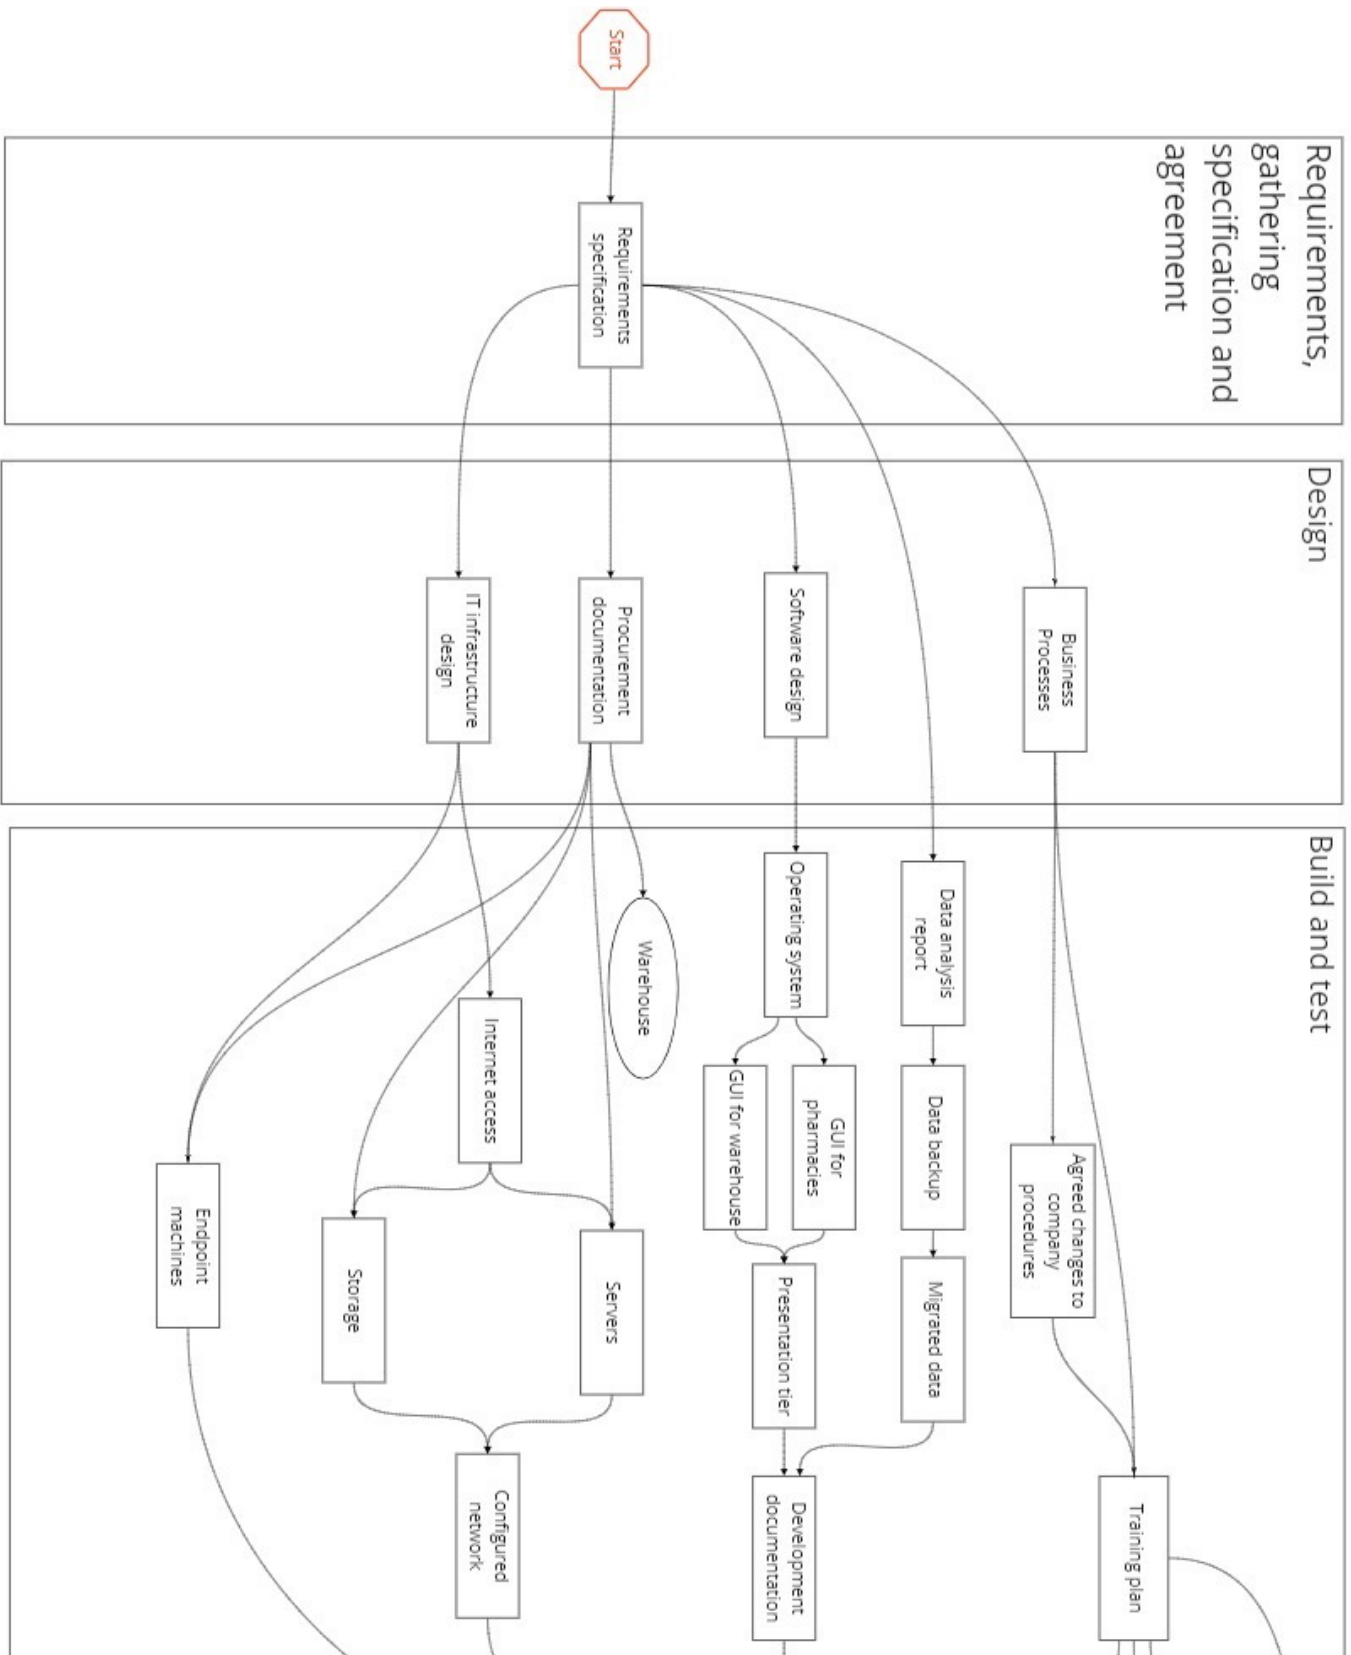 Start
Requirements,
gathering
specification and
agreement
Requirements
specification
Design
Business
Processes
Software design
Procurement
documentation
IT infrastructure
design
Build and test
Agreed changes to
company
procedures
Training plan
Data analysis
report
Data backup
Migrated data
Operating system
GUI for
pharmacies
GUI for warehouse
Presentation tier
Development
documentation
Warehouse
Internet access
Servers
Storage
Configured
network
Endpoint
machines